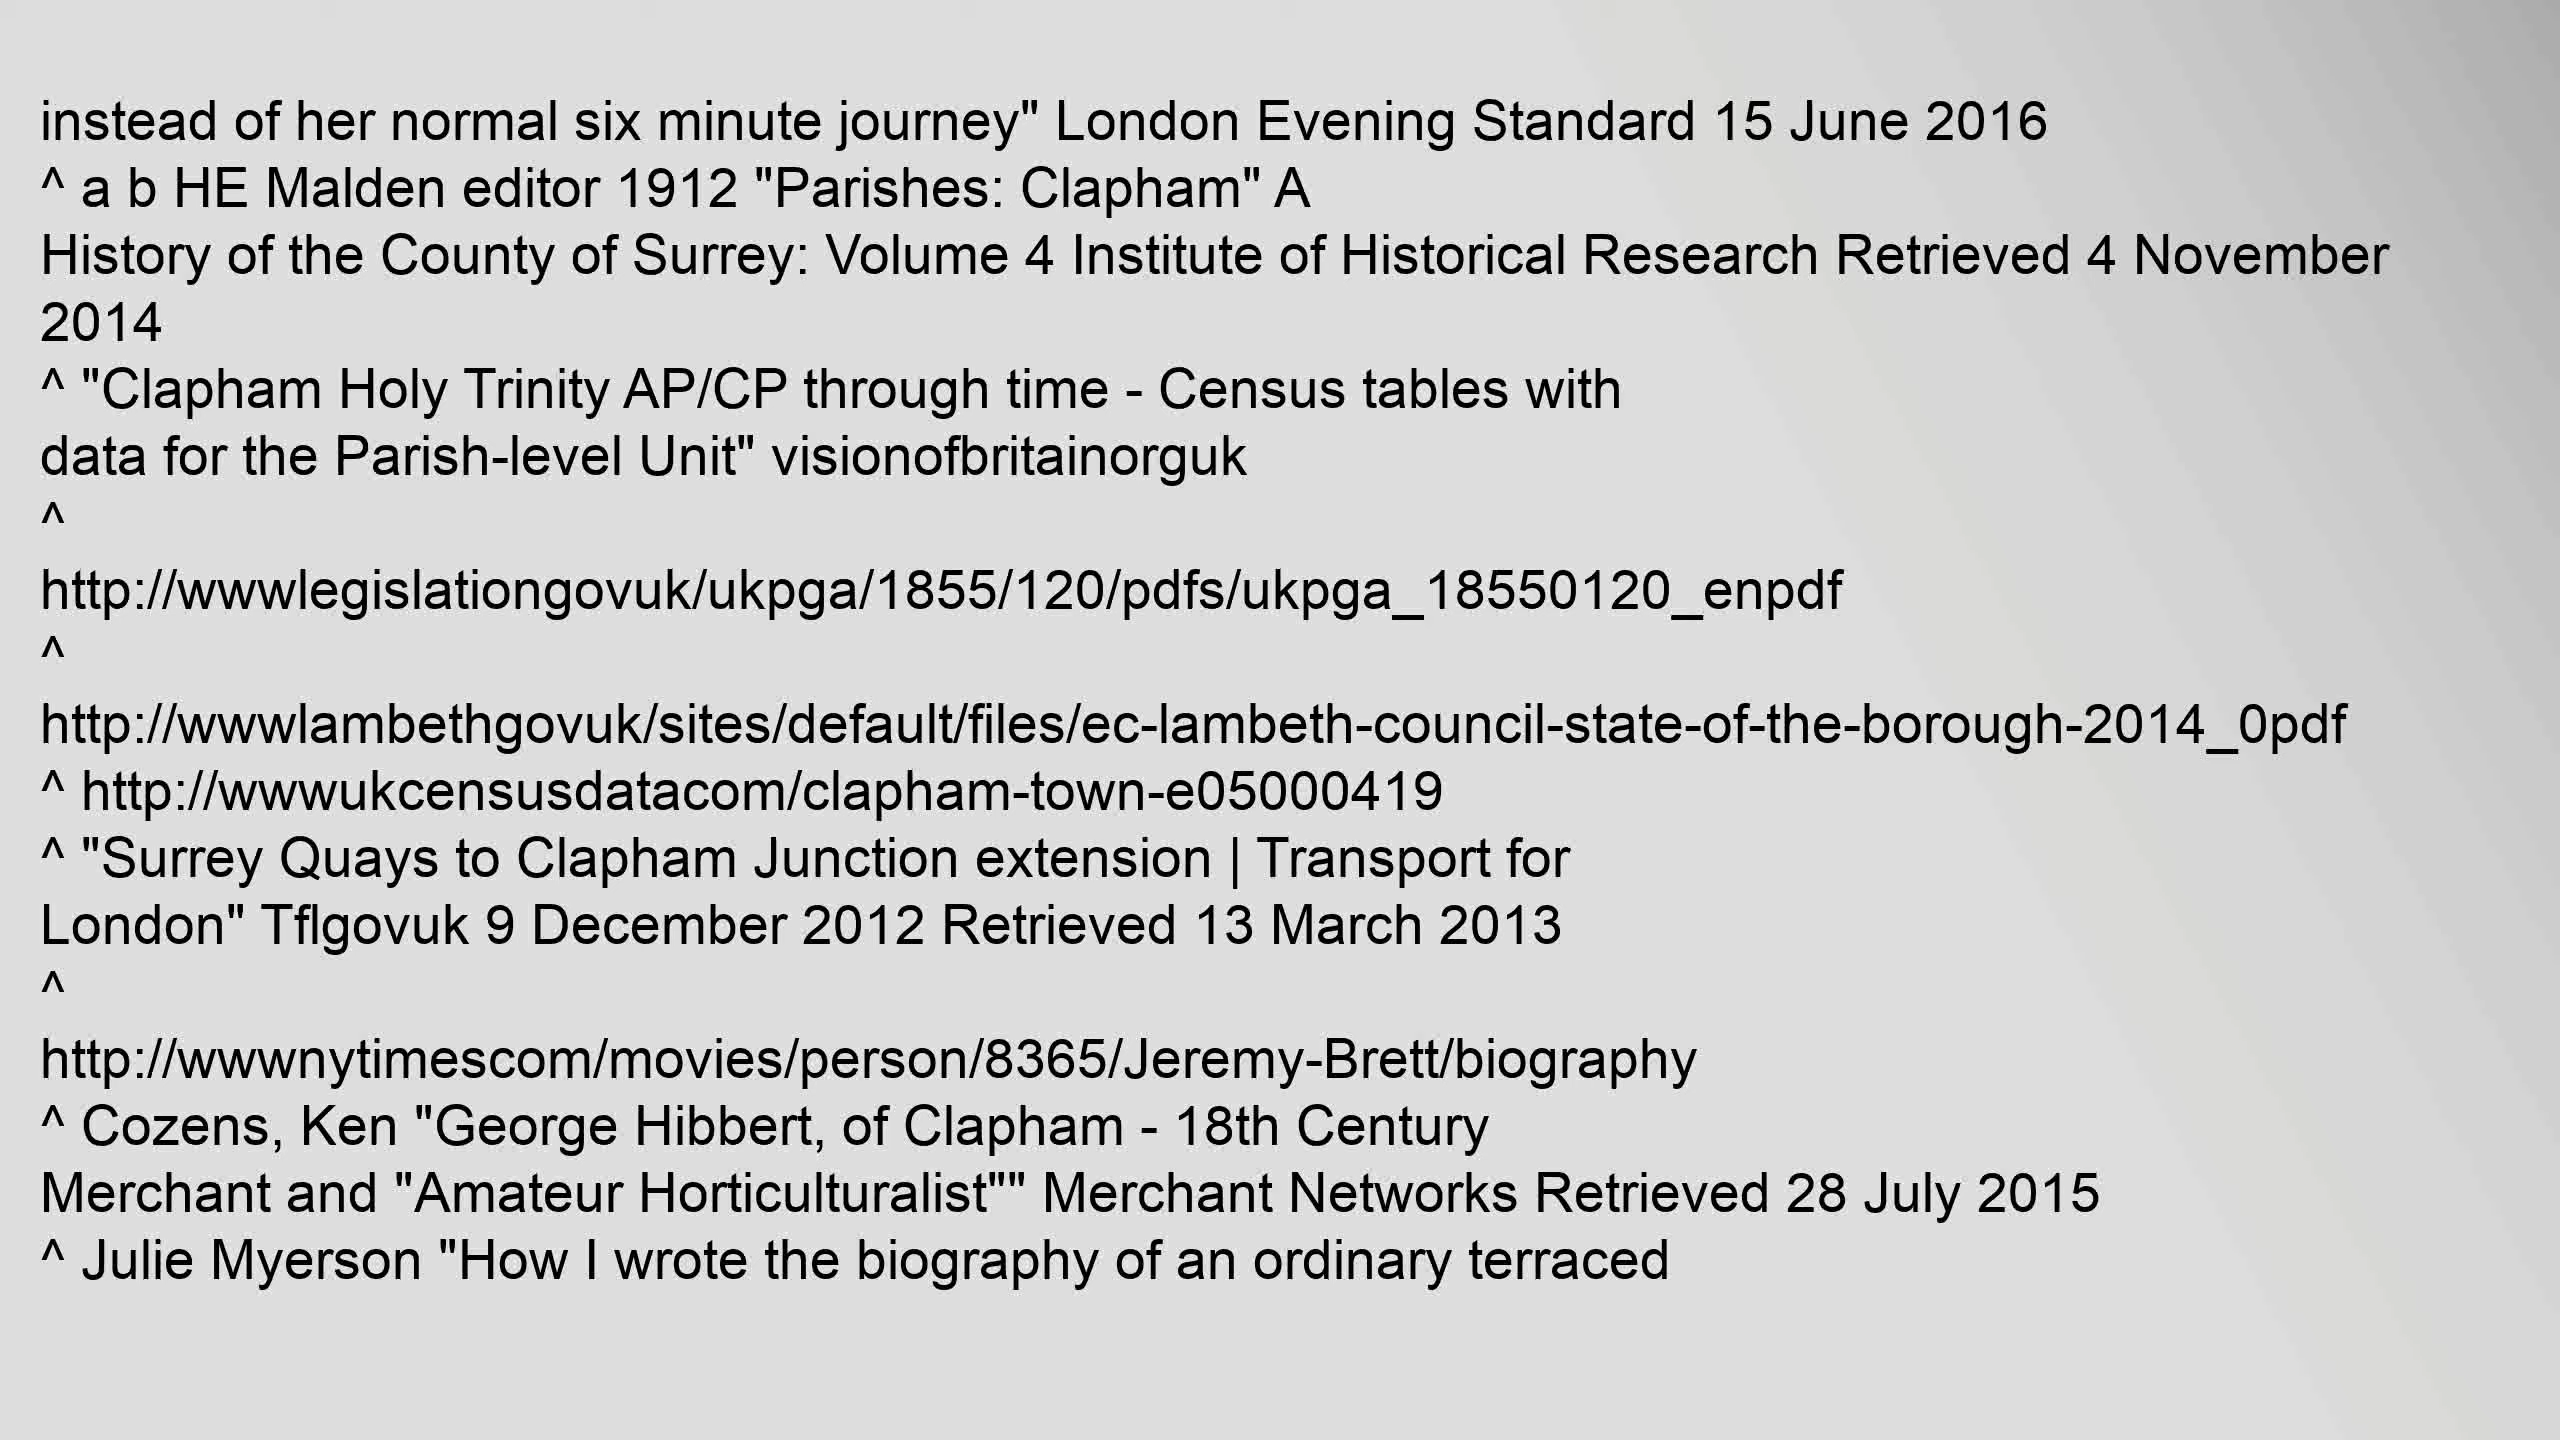 instead of her normal six minute journey" London Evening Standard 15 June 2016
^ a b HE Malden editor 1912 "Parishes: Clapham" A
History of the County of Surrey: Volume 4 Institute of Historical Research Retrieved 4 November
2014
^ "Clapham Holy Trinity AP/CP through time - Census tables with
data for the Parish-level Unit" visionofbritainorguk
^
http://wwwlegislationgovuk/ukpga/1855/120/pdfs/ukpga_18550120_enpdf
^
http://wwwlambethgovuk/sites/default/files/ec-lambeth-council-state-of-the-borough-2014_0pdf
^ http://wwwukcensusdatacom/clapham-town-e05000419
^ "Surrey Quays to Clapham Junction extension | Transport for
London" Tflgovuk 9 December 2012 Retrieved 13 March 2013
^
http://wwwnytimescom/movies/person/8365/Jeremy-Brett/biography
^ Cozens, Ken "George Hibbert, of Clapham - 18th Century
Merchant and "Amateur Horticulturalist"" Merchant Networks Retrieved 28 July 2015
^ Julie Myerson "How I wrote the biography of an ordinary terraced